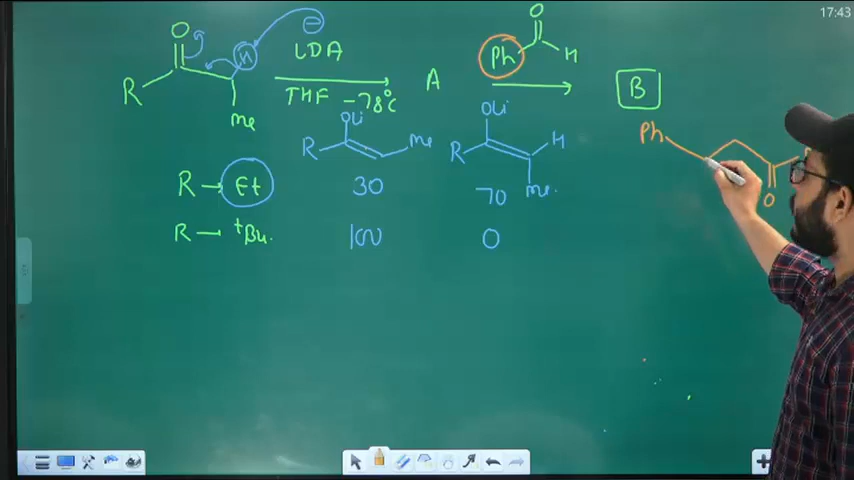 17:43
O
⊖
R
H
Me
LDA
THF -78°C
A
O
Ph
H
B
OLi
R
Me
OLi
R
H
Me
Ph
O
R → Et
30
70
R → tBu
100
0